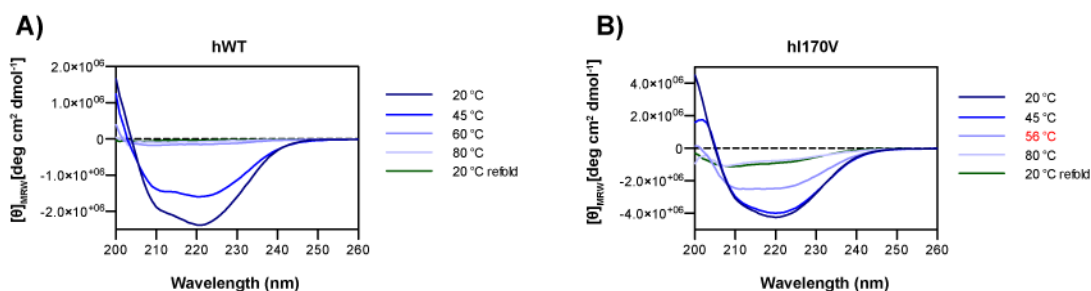 A)
hWT
2.0×10⁰⁶
1.0×10⁰⁶
0
-1.0×10⁺⁰⁶
-2.0×10⁺⁰⁶
[θ]MRW[deg cm² dmol⁻¹]
200 210 220 230 240 250 260
Wavelength (nm)
20 °C
45 °C
60 °C
80 °C
20 °C refold
B)
hI170V
4.0×10⁰⁶
2.0×10⁰⁶
0
-2.0×10⁺⁰⁶
-4.0×10⁺⁰⁶
[θ]MRW[deg cm² dmol⁻¹]
200 210 220 230 240 250 260
Wavelength (nm)
20 °C
45 °C
56 °C
80 °C
20 °C refold